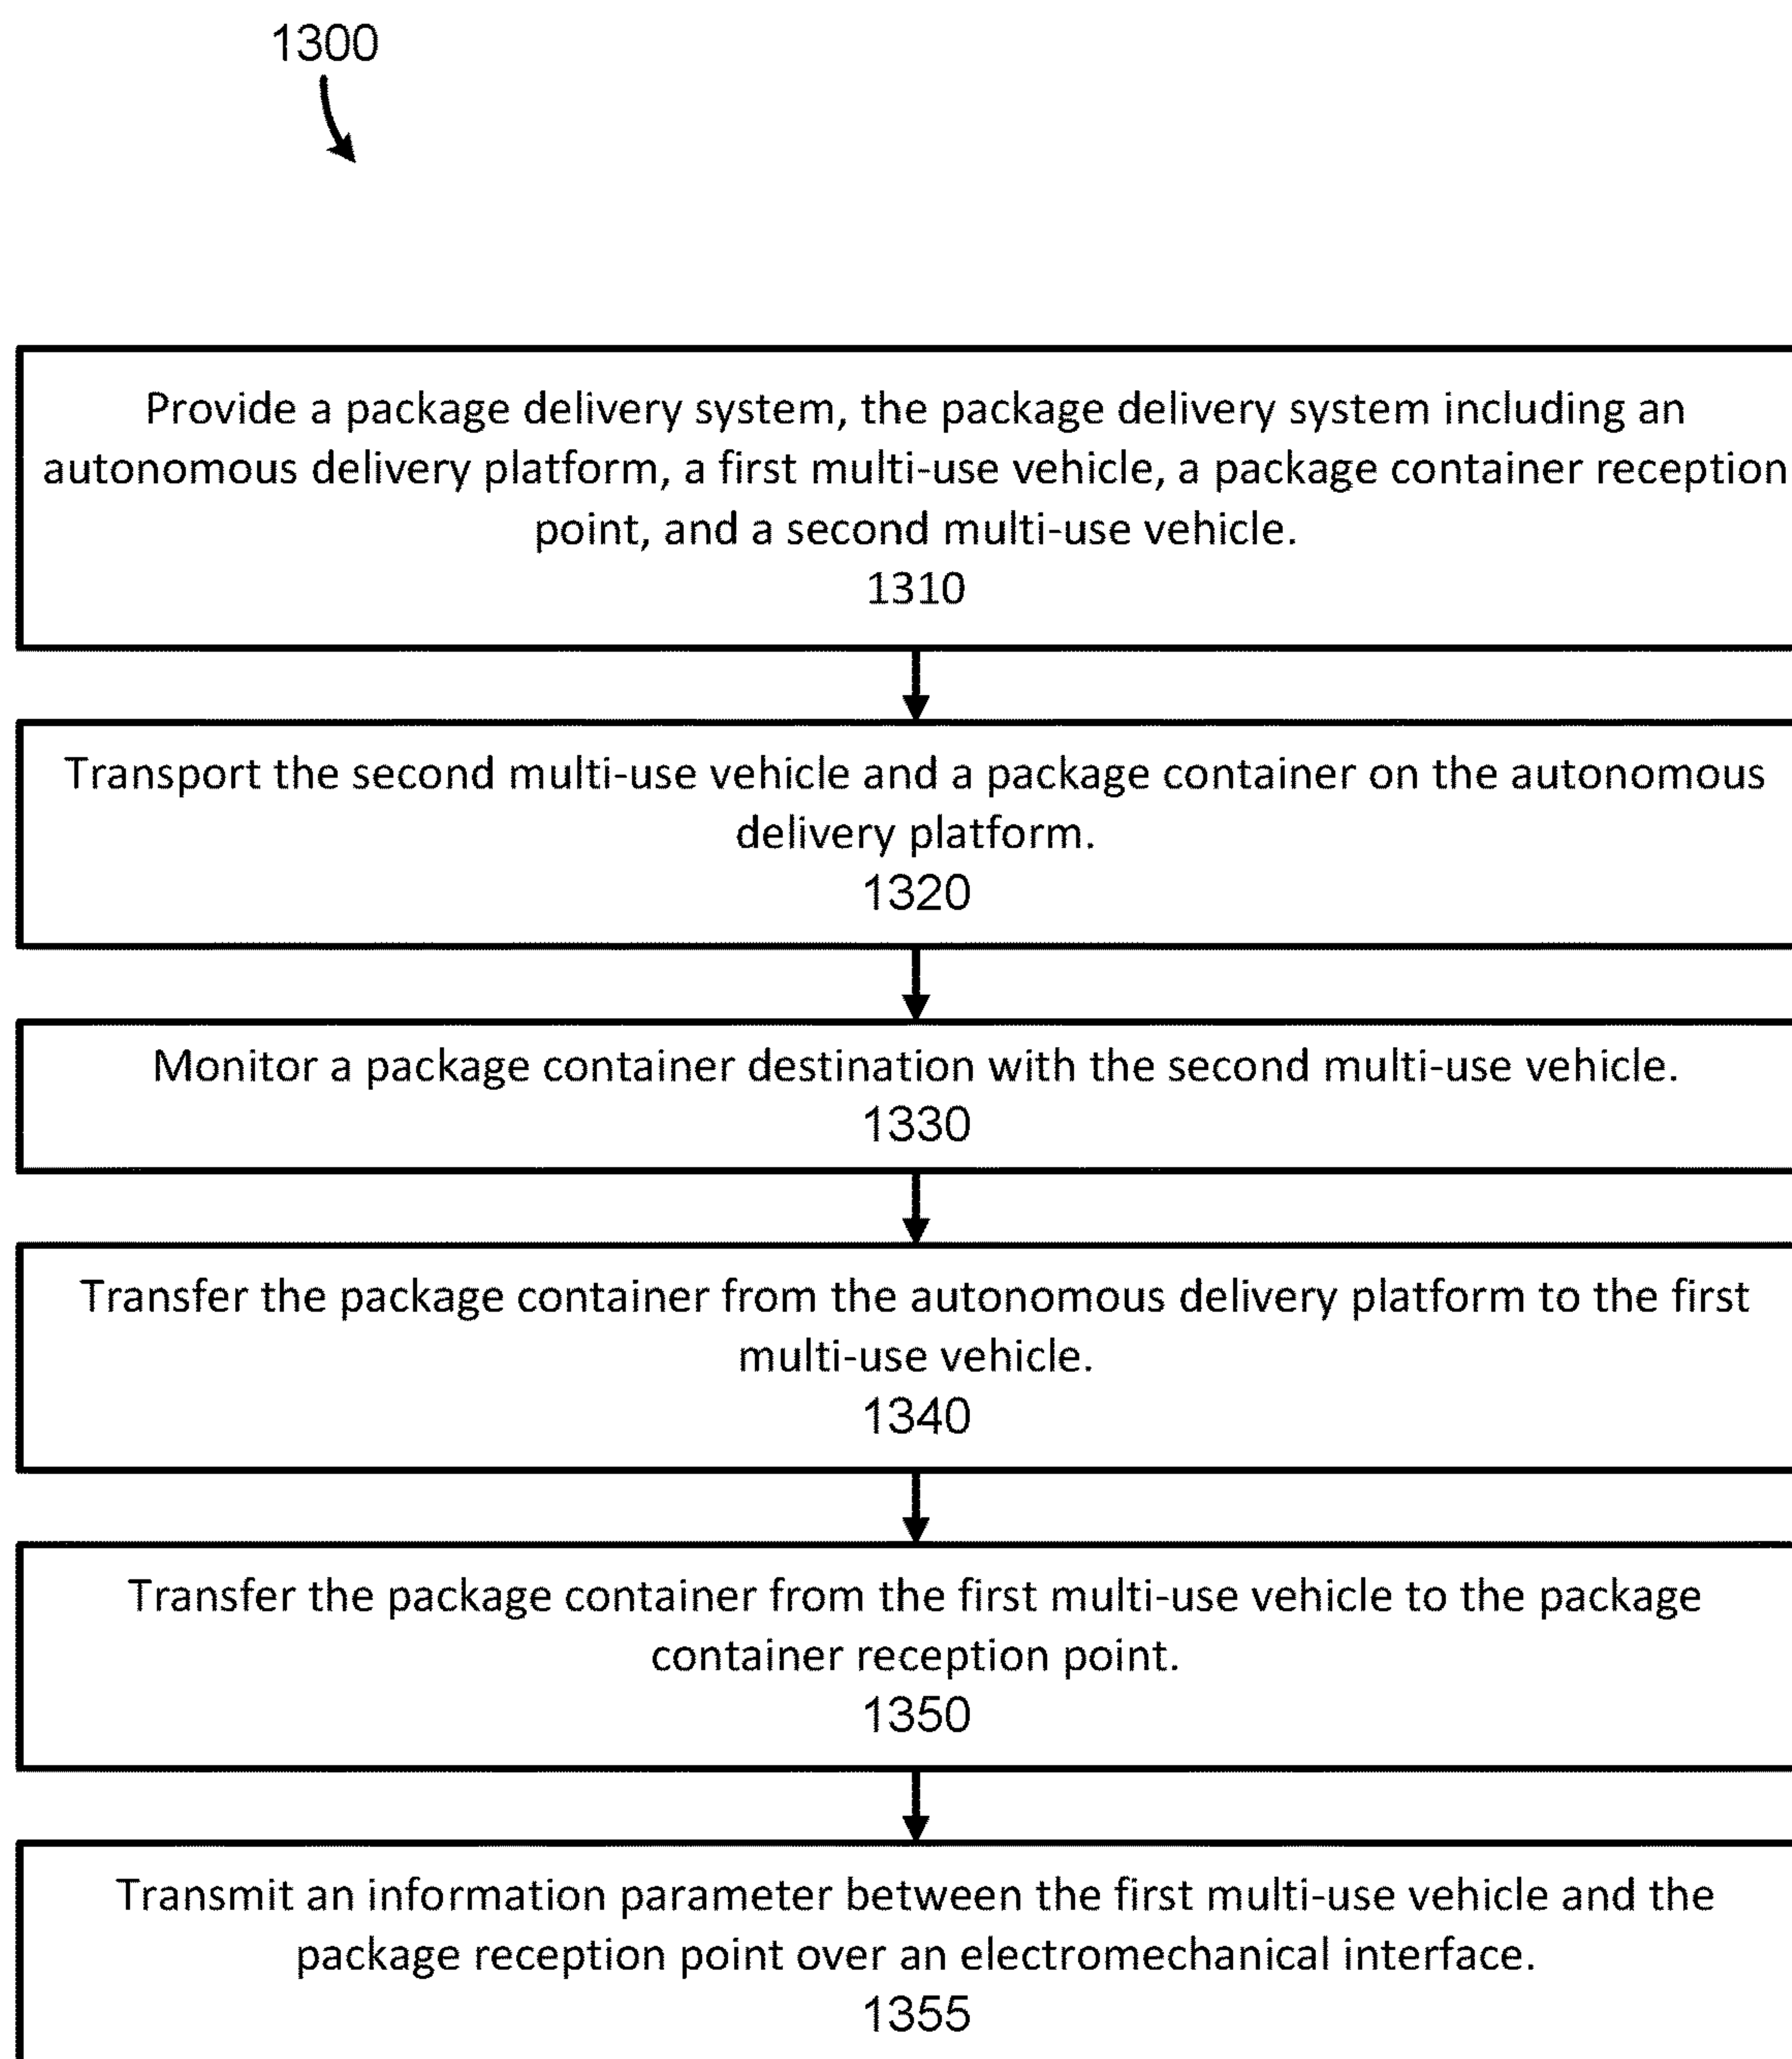 1300
Provide a package delivery system, the package delivery system including an
autonomous delivery platform, a first multi-use vehicle, a package container reception
point, and a second multi-use vehicle.
1310
Transport the second multi-use vehicle and a package container on the autonomous
delivery platform.
1320
Monitor a package container destination with the second multi-use vehicle.
1330
Transfer the package container from the autonomous delivery platform to the first
multi-use vehicle.
1340
Transfer the package container from the first multi-use vehicle to the package
container reception point.
1350
Transmit an information parameter between the first multi-use vehicle and the
package reception point over an electromechanical interface.
1355